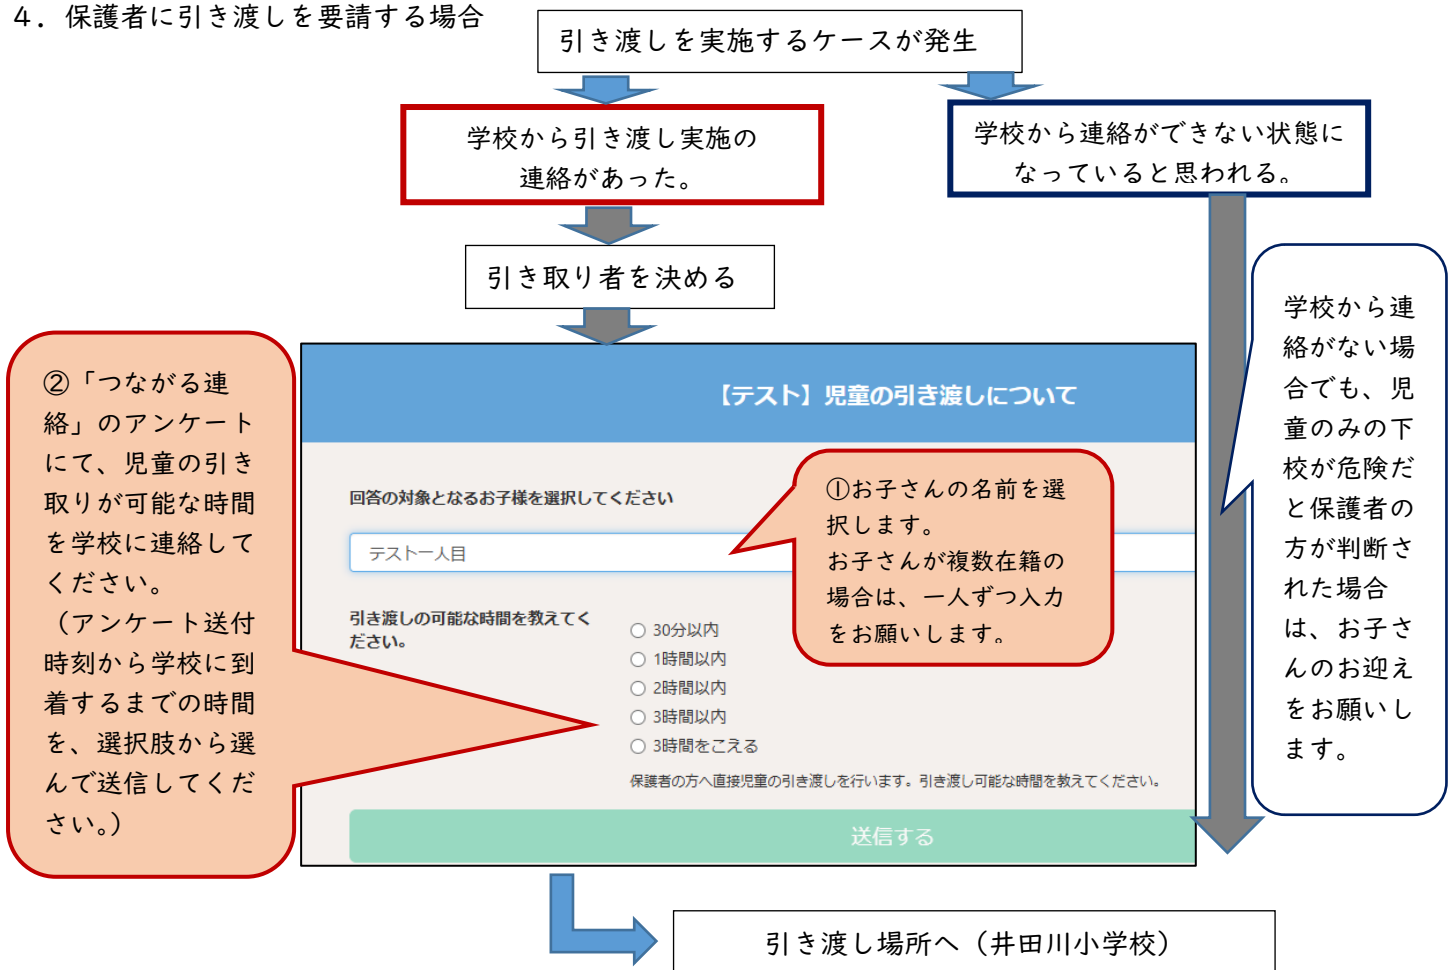 ４．保護者に引き渡しを要請する場合
引き渡しを実施するケースが発生
学校から引き渡し実施の
連絡があった。
学校から連絡ができない状態に
なっていると思われる。
引き取り者を決める
②「つながる連
絡」のアンケート
にて、児童の引き
取りが可能な時間
を学校に連絡して
ください。
（アンケート送付
時刻から学校に到
着するまでの時間
を、選択肢から選
んで送信してくだ
さい。）
【テスト】児童の引き渡しについて
回答の対象となるお子様を選択してください
テスト一人目
①お子さんの名前を選
択します。
お子さんが複数在籍の
場合は、一人ずつ入力
をお願いします。
引き渡しの可能な時間を教えてく
ださい。
30分以内
1時間以内
2時間以内
3時間以内
3時間をこえる
保護者の方へ直接児童の引き渡しを行います。引き渡し可能な時間を教えてください。
送信する
学校から連
絡がない場
合でも、児
童のみの下
校が危険だ
と保護者の
方が判断さ
れた場合
は、お子さ
んのお迎え
をお願いし
ます。
引き渡し場所へ（井田川小学校）